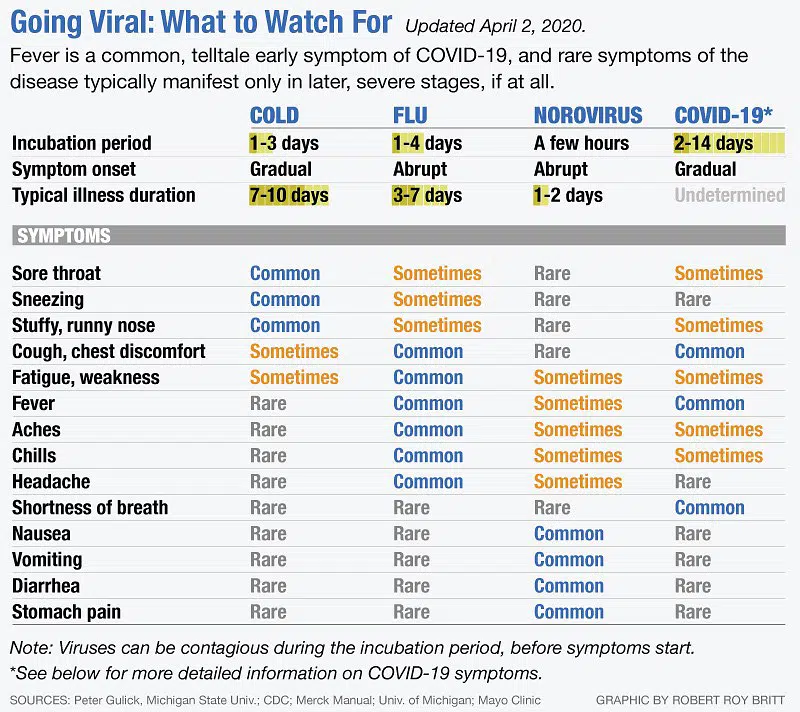 Going Viral: What to Watch For Updated April 2, 2020.
Fever is a common, telltale early symptom of COVID-19, and rare symptoms of the
disease typically manifest only in later, severe stages, if at all.
COLD FLU NOROVIRUS COVID-19*
Incubation period 1-3 days 1-4 days A few hours 2-14 days
Symptom onset Gradual Abrupt Abrupt Gradual
Typical illness duration 7-10 days 3-7 days 1-2 days Undetermined
SYMPTOMS
Sore throat Common Sometimes Rare Sometimes
Sneezing Common Sometimes Rare Rare
Stuffy, runny nose Common Sometimes Rare Sometimes
Cough, chest discomfort Sometimes Common Rare Common
Fatigue, weakness Sometimes Common Sometimes Sometimes
Fever Rare Common Sometimes Common
Aches Rare Common Sometimes Sometimes
Chills Rare Common Sometimes Sometimes
Headache Rare Common Sometimes Rare
Shortness of breath Rare Rare Rare Common
Nausea Rare Rare Common Rare
Vomiting Rare Rare Common Rare
Diarrhea Rare Rare Common Rare
Stomach pain Rare Rare Common Rare
Note: Viruses can be contagious during the incubation period, before symptoms start.
*See below for more detailed information on COVID-19 symptoms.
SOURCES: Peter Gulick, Michigan State Univ.; CDC; Merck Manual; Univ. of Michigan; Mayo Clinic GRAPHIC BY ROBERT ROY BRITT